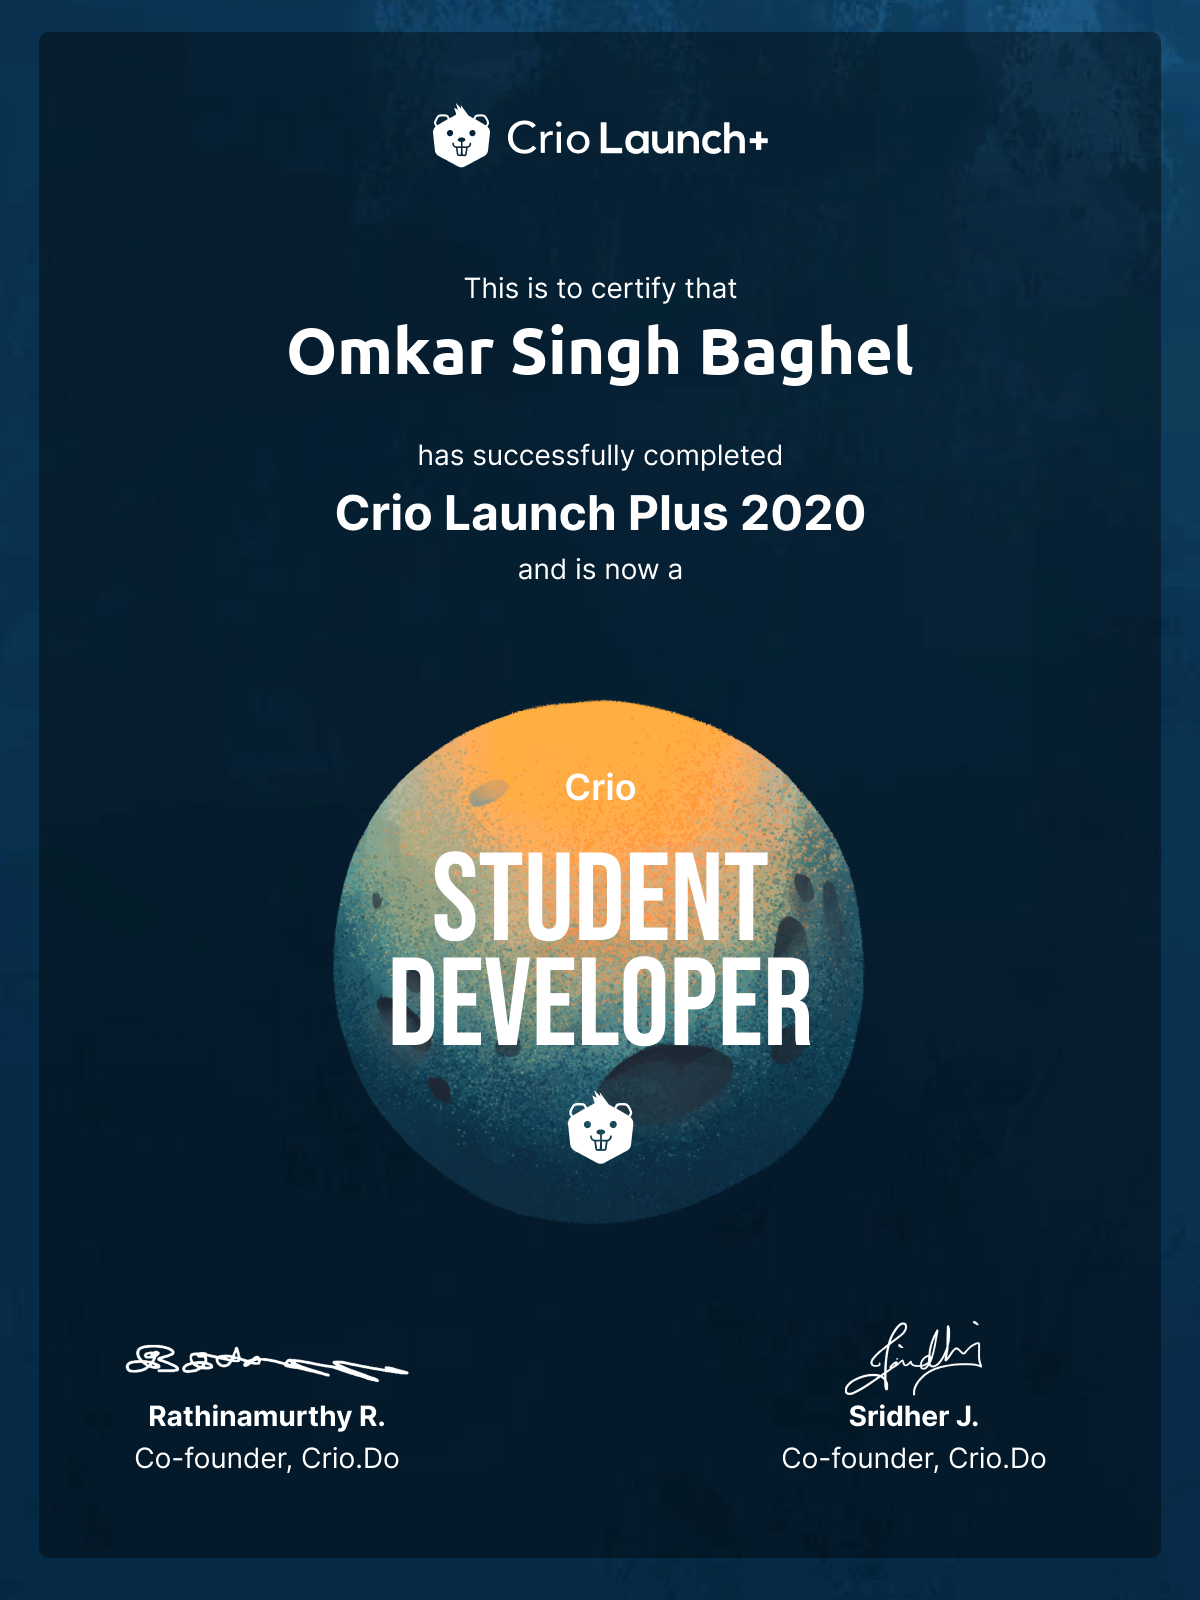 Crio Launch+
This is to certify that
Omkar Singh Baghel
has successfully completed
Crio Launch Plus 2020
and is now a
Crio
STUDENT
DEVELOPER
Rathinamurthy R.
Co-founder, Crio.Do
Sridher J.
Co-founder, Crio.Do